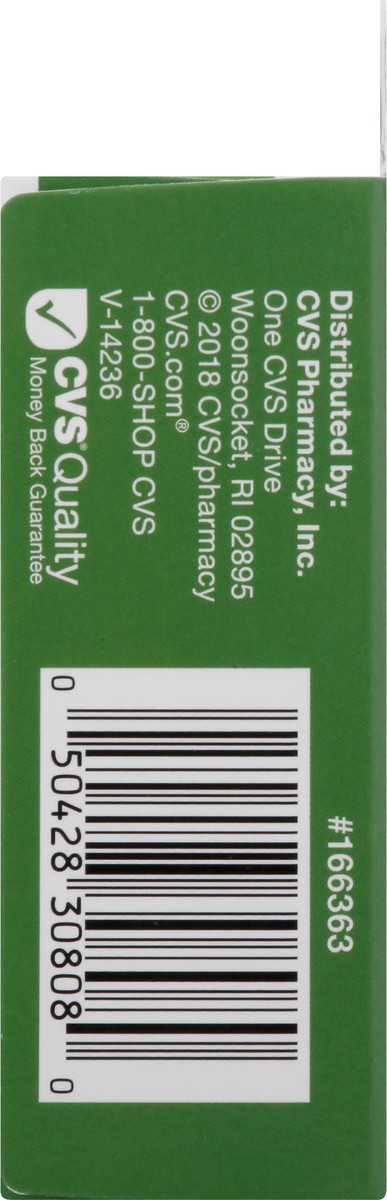 Distributed by:
CVS Pharmacy, Inc.
One CVS Drive
Woonsocket, RI 02895
© 2018 CVS/pharmacy
CVS.com®
1-800-SHOP CVS
V-14236
CVS® Quality
Money Back Guarantee
#166363
0 50428 30808 0